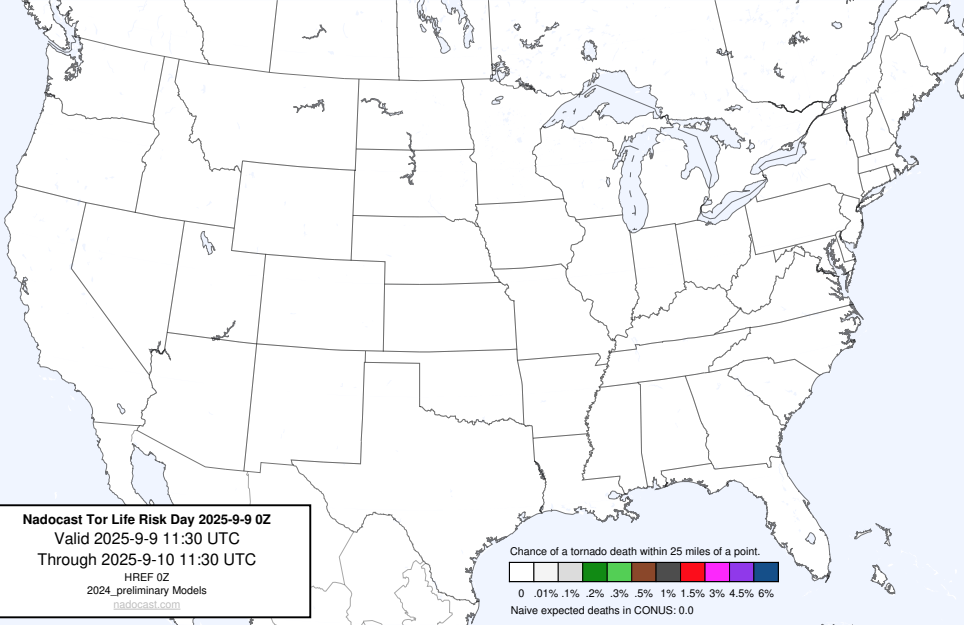 Nadocast Tor Life Risk Day 2025-9-9 0Z
Valid 2025-9-9 11:30 UTC
Through 2025-9-10 11:30 UTC
HREF 0Z
2024_preliminary Models
nadocast.com
Chance of a tornado death within 25 miles of a point.
0 .01% .1% .2% .3% .5% 1% 1.5% 3% 4.5% 6%
Naive expected deaths in CONUS: 0.0